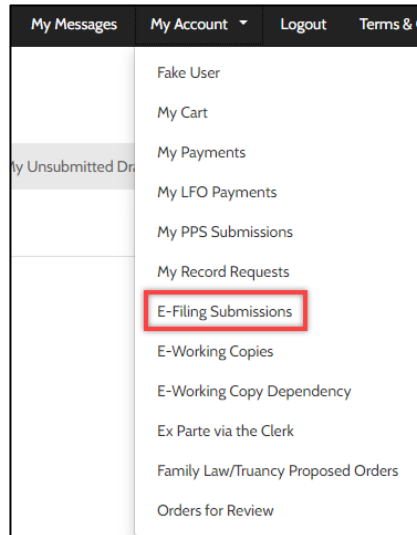 My Messages My Account Logout Terms &
Fake User
My Cart
My Unsubmitted
My Payments
My LFO Payments
My PPS Submissions
My Record Requests
E-Filing Submissions
E-Working Copies
E-Working Copy Dependency
Ex Parte via the Clerk
Family Law/Truancy Proposed Orders
Orders for Review